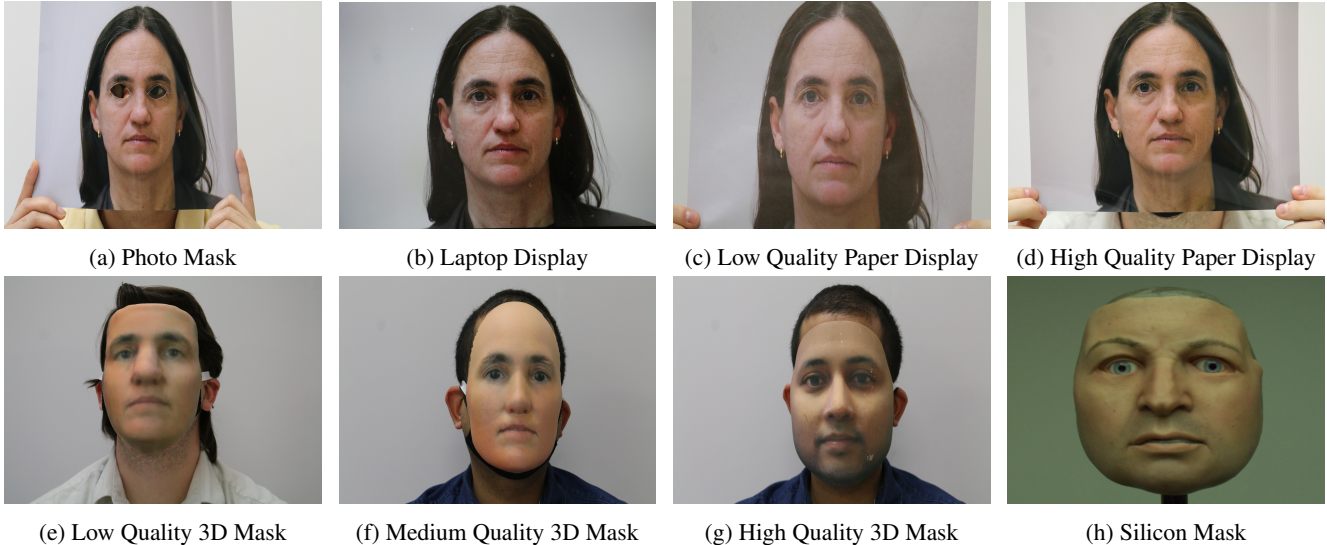 (a) Photo Mask
(b) Laptop Display
(c) Low Quality Paper Display
(d) High Quality Paper Display
(e) Low Quality 3D Mask
(f) Medium Quality 3D Mask
(g) High Quality 3D Mask
(h) Silicon Mask